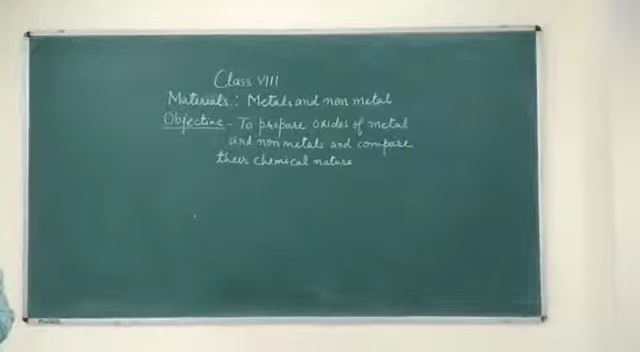 Class VIII
Materials : Metals and non metal
Objective - To prepare oxides of metal
and non metals and compare
their chemical nature